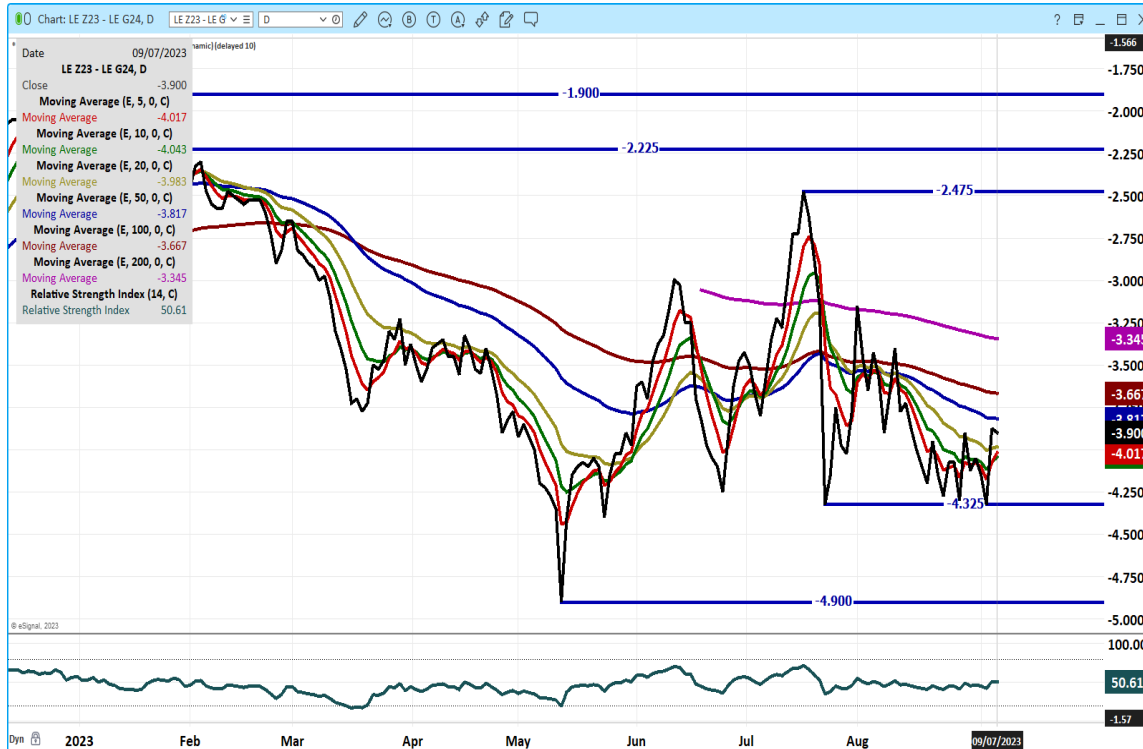 Chart: LE Z23 - LE G24, D
LE Z23 - LE G
D
B
T
A
?
namic) (delayed 10)
Date 09/07/2023
LE Z23 - LE G24, D
Close -3.900
Moving Average (E, 5, 0, C)
Moving Average -4.017
Moving Average (E, 10, 0, C)
Moving Average -4.043
Moving Average (E, 20, 0, C)
Moving Average -3.983
Moving Average (E, 50, 0, C)
Moving Average -3.817
Moving Average (E, 100, 0, C)
Moving Average -3.667
Moving Average (E, 200, 0, C)
Moving Average -3.345
Relative Strength Index (14, C)
Relative Strength Index 50.61
-1.900
-2.225
-2.475
-4.325
-4.900
-1.566
-1.750
-2.000
-2.250
-2.500
-2.750
-3.000
-3.250
-3.345
-3.500
-3.667
-3.817
-3.900
-4.017
-4.250
-4.500
-4.750
-5.000
© eSignal, 2023
100.00
50.61
-1.57
Dyn 2023 Feb Mar Apr May Jun Jul Aug 09/07/2023